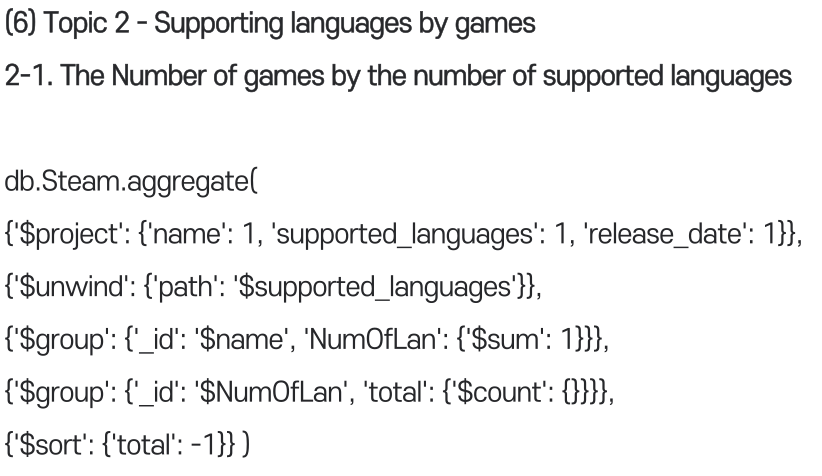 (6) Topic 2 - Supporting languages by games
2-1. The Number of games by the number of supported languages
db.Steam.aggregate(
{'$project': {'name': 1, 'supported_languages': 1, 'release_date': 1}},
{'$unwind': {'path': '$supported_languages'}},
{'$group': {'_id': '$name', 'NumOfLan': {'$sum': 1}}},
{'$group': {'_id': '$NumOfLan', 'total': {'$count': {}}}},
{'$sort': {'total': -1}} )